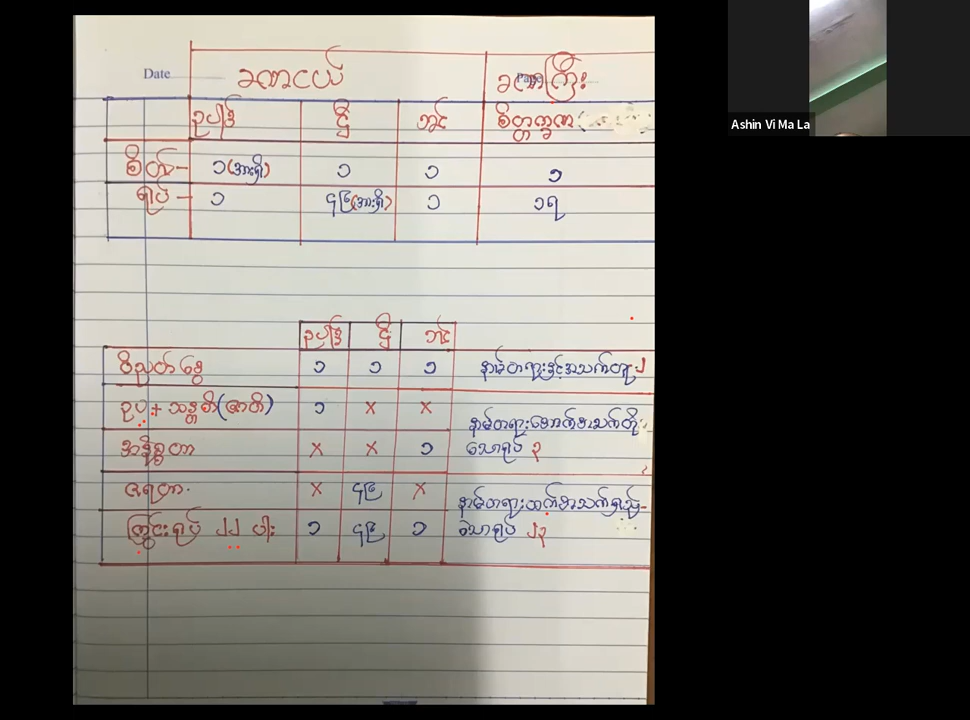 Date ခဏငယ် ခဏကြီး
ဥပါဒ် ဌီ ဘင် စိတ္တက္ခဏ
စိတ် - ၁(အားရှိ) ၁ ၁ ၁
ရုပ် - ၁ ၄၉(အားရှိ) ၁ ၁၇
ဥပါဒ် ဌီ ဘင်
ဝိညတ်ဒွေ ၁ ၁ ၁ နာမ်တရားနှင့်အသက်တူ ၂
ဥပ + သန္တတိ(ဇာတိ) ၁ × × နာမ်တရားအောက်အသက်တို
အနိစ္စတာ × × ၁ သောရုပ် ၃
ဇရတာ × ၄၉ × နာမ်တရားထက်အသက်ရှည်
ကြွင်းရုပ် ၂၂ ပါး ၁ ၄၉ ၁ သောရုပ် ၂၃
Ashin Vi Ma La